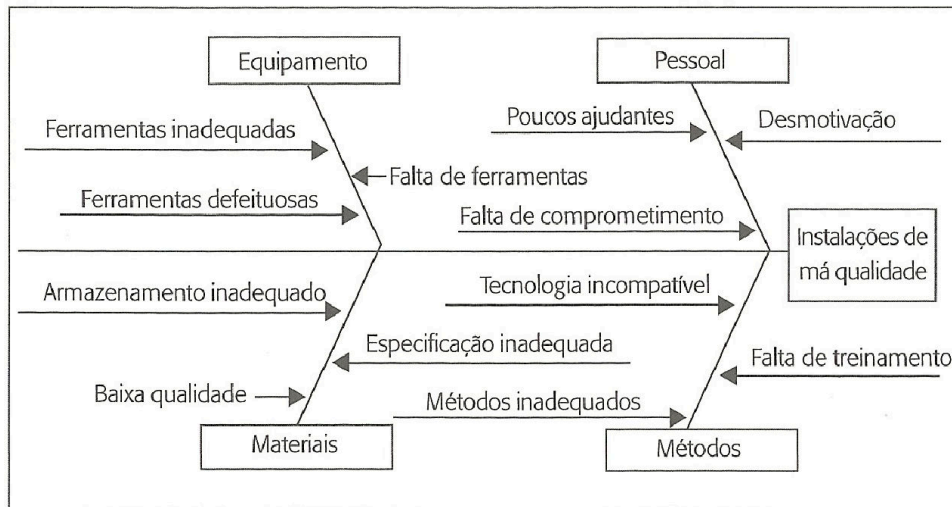 Equipamento
Pessoal
Ferramentas inadequadas
Poucos ajudantes
Desmotivação
Falta de ferramentas
Ferramentas defeituosas
Falta de comprometimento
Instalações de
má qualidade
Armazenamento inadequado
Tecnologia incompatível
Especificação inadequada
Falta de treinamento
Baixa qualidade
Métodos inadequados
Materiais
Métodos